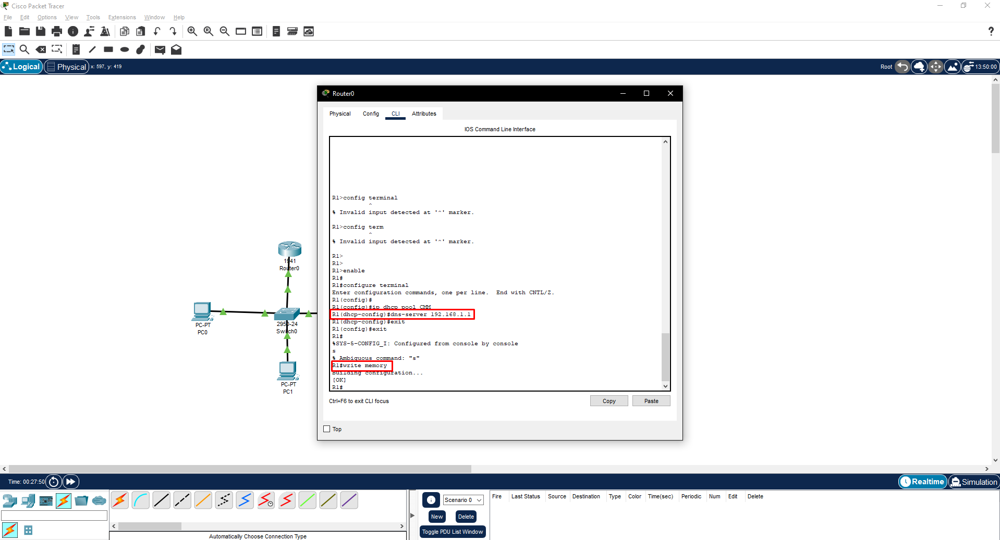 Cisco Packet Tracer
File Edit Options View Tools Extensions Window Help
Logical Physical x: 597, y: 419 Root 13:50:00
Router0
Physical Config CLI Attributes
IOS Command Line Interface
R1>config terminal
^
% Invalid input detected at '^' marker.
R1>config term
^
% Invalid input detected at '^' marker.
R1>
R1>
R1>enable
R1#
R1#configure terminal
Enter configuration commands, one per line.  End with CNTL/Z.
R1(config)#
R1(config)#ip dhcp pool CMM
R1(dhcp-config)#dns-server 192.168.1.1
R1(dhcp-config)#exit
R1(config)#exit
R1#
%SYS-5-CONFIG_I: Configured from console by console
s
% Ambiguous command: "s"
R1#write memory
Building configuration...
[OK]
R1#
Ctrl+F6 to exit CLI focus
Copy Paste
Top
1941
Router0
PC-PT
PC0
2950-24
Switch0
PC-PT
PC1
Time: 00:27:50
Realtime Simulation
Automatically Choose Connection Type
Scenario 0
New Delete
Toggle PDU List Window
Fire Last Status Source Destination Type Color Time(sec) Periodic Num Edit Delete